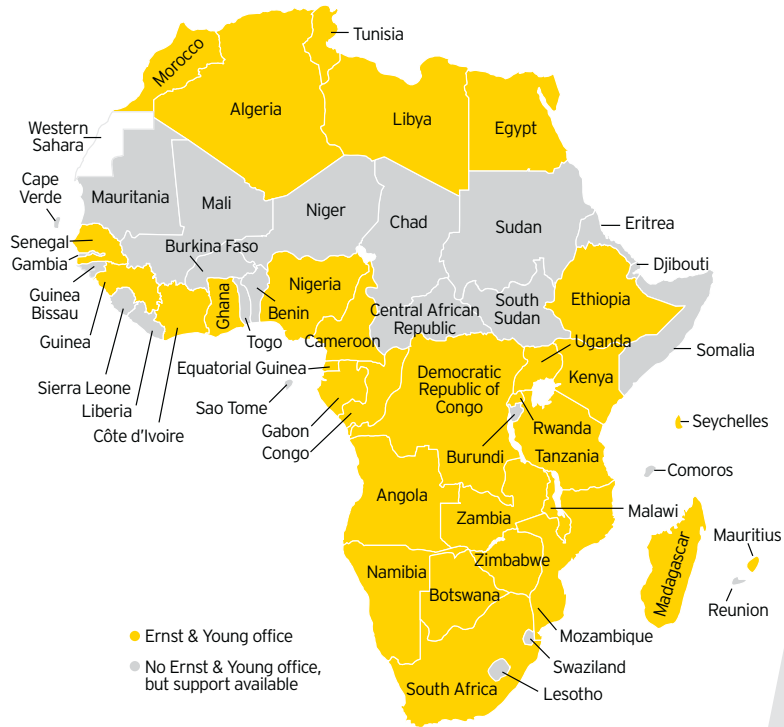 Tunisia
Morocco
Algeria
Libya
Egypt
Western
Sahara
Cape
Verde
Mauritania
Mali
Niger
Chad
Sudan
Eritrea
Senegal
Gambia
Burkina Faso
Djibouti
Guinea
Bissau
Nigeria
Ghana
Benin
South
Sudan
Ethiopia
Central African
Republic
Guinea
Togo
Cameroon
Uganda
Somalia
Sierra Leone
Equatorial Guinea
Democratic
Republic of
Congo
Kenya
Liberia
Sao Tome
Côte d'Ivoire
Gabon
Congo
Rwanda
Burundi
Tanzania
Seychelles
Comoros
Angola
Zambia
Malawi
Mauritius
Madagascar
Zimbabwe
Namibia
Botswana
Reunion
Mozambique
Swaziland
Lesotho
South Africa
Ernst & Young office
No Ernst & Young office,
but support available